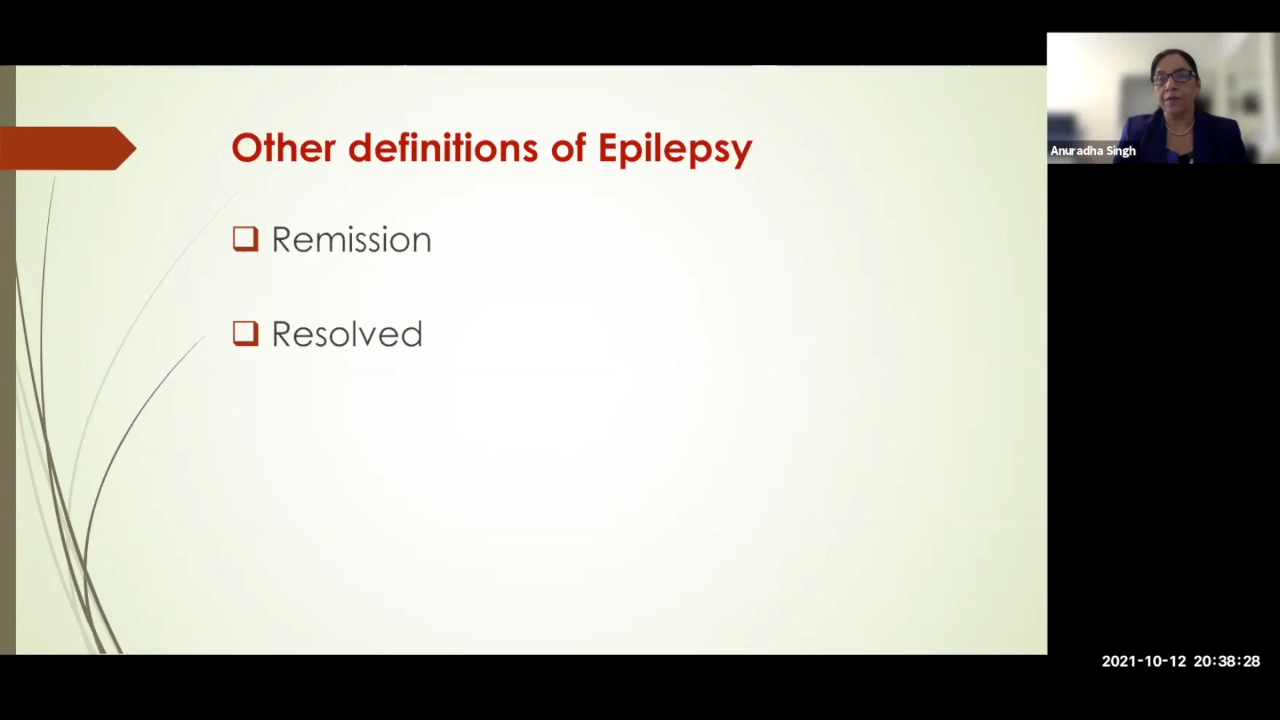 Other definitions of Epilepsy
Remission
Resolved
Anuradha Singh
2021-10-12 20:38:28